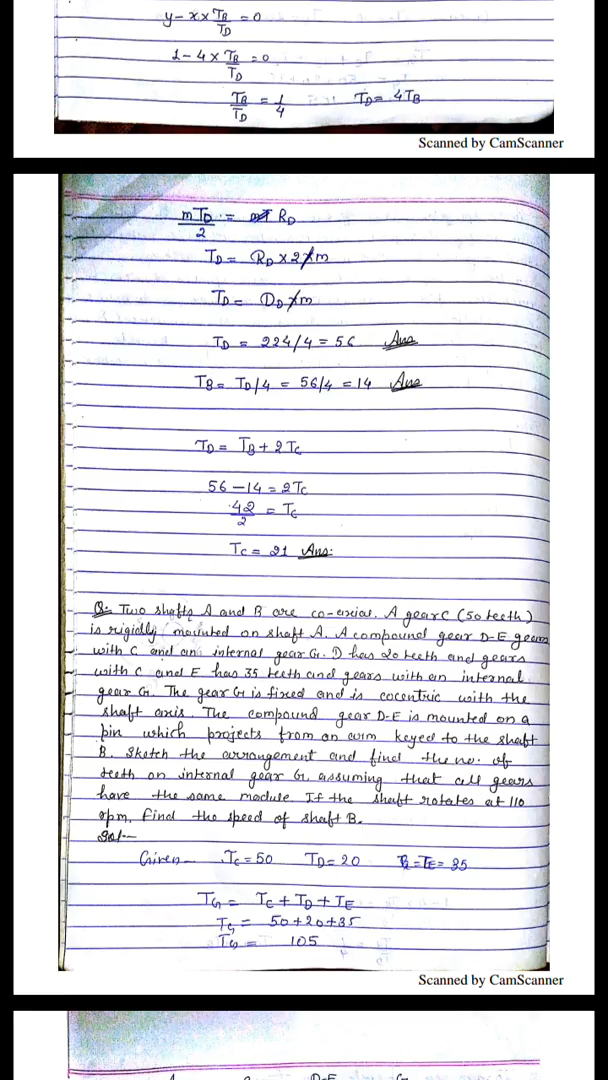 y - x × TB/TD = 0
1 - 4 × TB/TD = 0
TB/TD = 1/4   TD = 4TB
Scanned by CamScanner
mTD/2 = RD
TD = RD × 2/m
TD = DD/m
TD = 224/4 = 56 Ans
TB = TD/4 = 56/4 = 14 Ans
TD = TB + 2TC
56 - 14 = 2TC
42/2 = TC
TC = 21 Ans:
Q:- Two shafts A and B are co-axial. A gear C (50 teeth)
is rigidly mounted on shaft A. A compound gear D-E gears
with C and an internal gear G. D has 20 teeth and gears
with C and E has 35 teeth and gears with an internal
gear G. The gear G is fixed and is cocentric with the
shaft axis. The compound gear D-E is mounted on a
pin which projects from an arm keyed to the shaft
B. Sketch the arrangement and find the no. of
teeth on internal gear G, assuming that all gears
have the same module If the shaft rotates at 110
rpm, find the speed of shaft B.
Sol-
Given- TC = 50   TD = 20   TE = 35
TG = TC + TD + TE
TG = 50+20+35
TG = 105
Scanned by CamScanner
D-E G